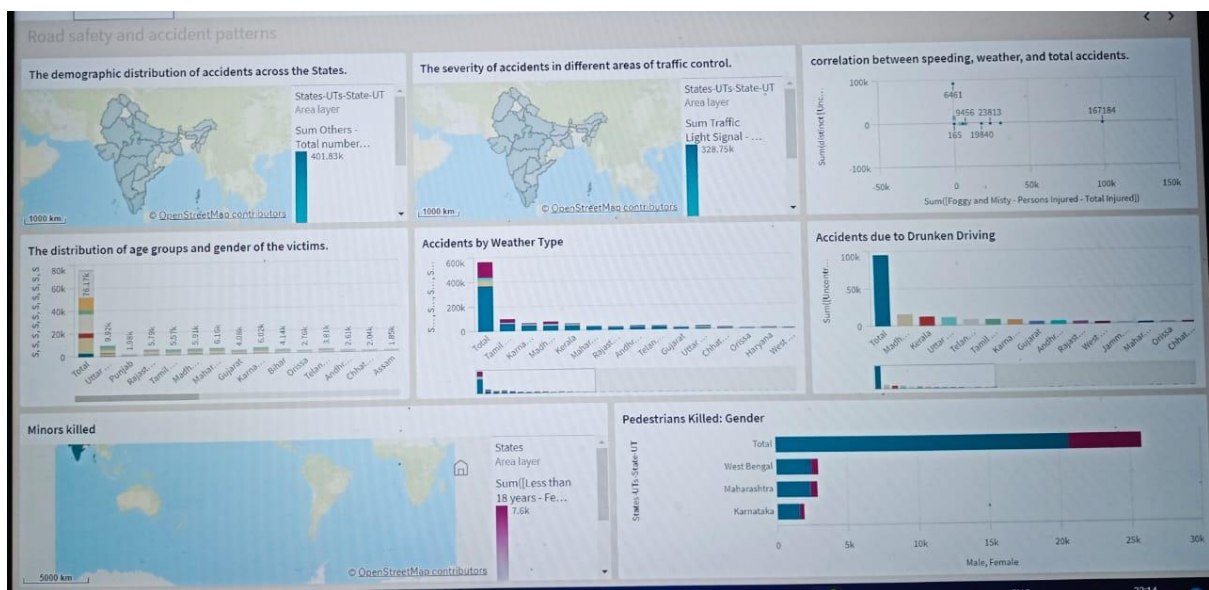 Road safety and accident patterns
The demographic distribution of accidents across the States.
States-UTs-State-UT
Area layer
Sum Others -
Total number...
401.83k
1000 km
© OpenStreetMap contributors
The severity of accidents in different areas of traffic control.
States-UTs-State-UT
Area layer
Sum Traffic
Light Signal - ...
328.75k
1000 km
© OpenStreetMap contributors
correlation between speeding, weather, and total accidents.
Sum(distinct [Unc...
100k
0
-100k
6461
9456 23813
167184
165 19840
-50k 0 50k 100k 150k
Sum([Foggy and Misty - Persons Injured - Total Injured])
The distribution of age groups and gender of the victims.
S, S, S, S, S, S, S, S, S
80k
60k
40k
20k
0
76.17k 9.92k 1.98k 5.79k 5.57k 5.91k 6.16k 4.08k 6.02k 4.14k 2.76k 3.81k 2.61k 2.04k 1.85k
Total Uttar ... Punjab Rajast... Tamil... Madh... Mahar... Gujarat Karna... Bihar Orissa Telan... Andhr... Chhat... Assam
Accidents by Weather Type
600k
400k
200k
0
Total Tamil ... Karna... Madh... Kerala Mahar... Rajast... Andhr... Telan... Gujarat Uttar ... Chhat... Orissa Haryana West ...
Accidents due to Drunken Driving
Sum([Uncontr...
100k
50k
0
Total Madh... Kerala Uttar ... Telan... Tamil ... Karna... Gujarat Andhr... Rajast... West ... Jamm... Mahar... Orissa Chhat...
Minors killed
States
Area layer
Sum([Less than
18 years - Fe...
7.6k
5000 km
© OpenStreetMap contributors
Pedestrians Killed: Gender
States-UTs-State-UT
Total
West Bengal
Maharashtra
Karnataka
0 5k 10k 15k 20k 25k 30k
Male, Female